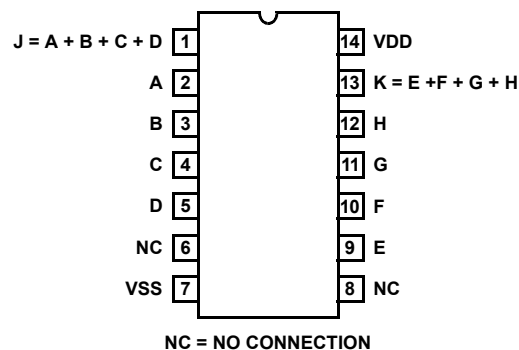 J = A + B + C + D 1
A 2
B 3
C 4
D 5
NC 6
VSS 7
14 VDD
13 K = E +F + G + H
12 H
11 G
10 F
9 E
8 NC
NC = NO CONNECTION